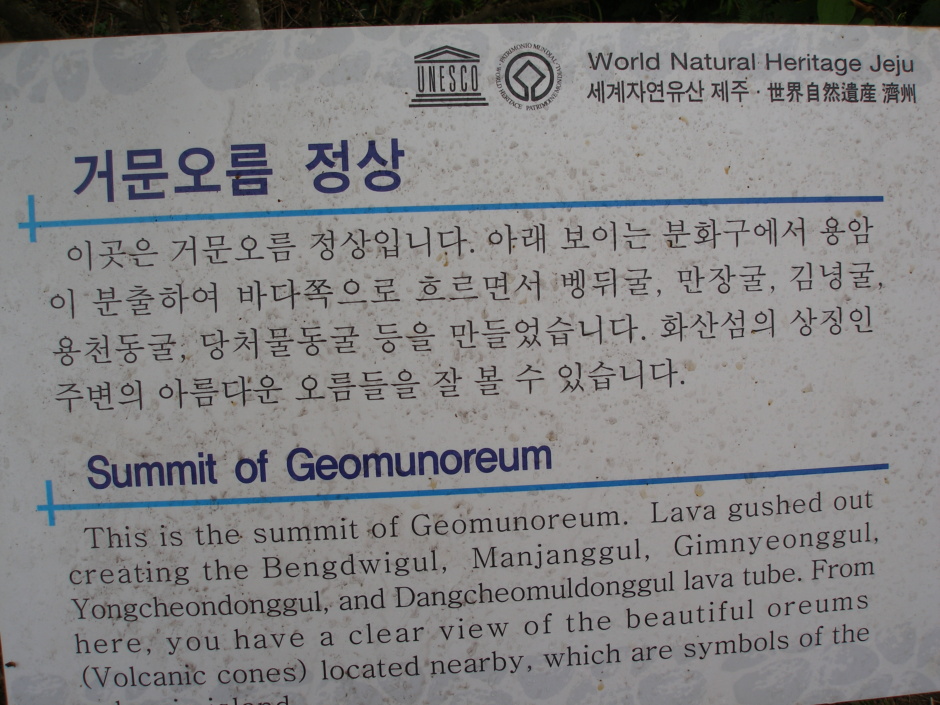 UNESCO
PATRIMONIO MUNDIAL
WORLD HERITAGE
PATRIMOINE MONDIAL
World Natural Heritage Jeju
세계자연유산 제주 · 世界自然遺産 濟州
거문오름 정상
이곳은 거문오름 정상입니다. 아래 보이는 분화구에서 용암
이 분출하여 바다쪽으로 흐르면서 벵뒤굴, 만장굴, 김녕굴,
용천동굴, 당처물동굴 등을 만들었습니다. 화산섬의 상징인
주변의 아름다운 오름들을 잘 볼 수 있습니다.
Summit of Geomunoreum
This is the summit of Geomunoreum. Lava gushed out
creating the Bengdwigul, Manjanggul, Gimnyeonggul,
Yongcheondonggul, and Dangcheomuldonggul lava tube. From
here, you have a clear view of the beautiful oreums
(Volcanic cones) located nearby, which are symbols of the